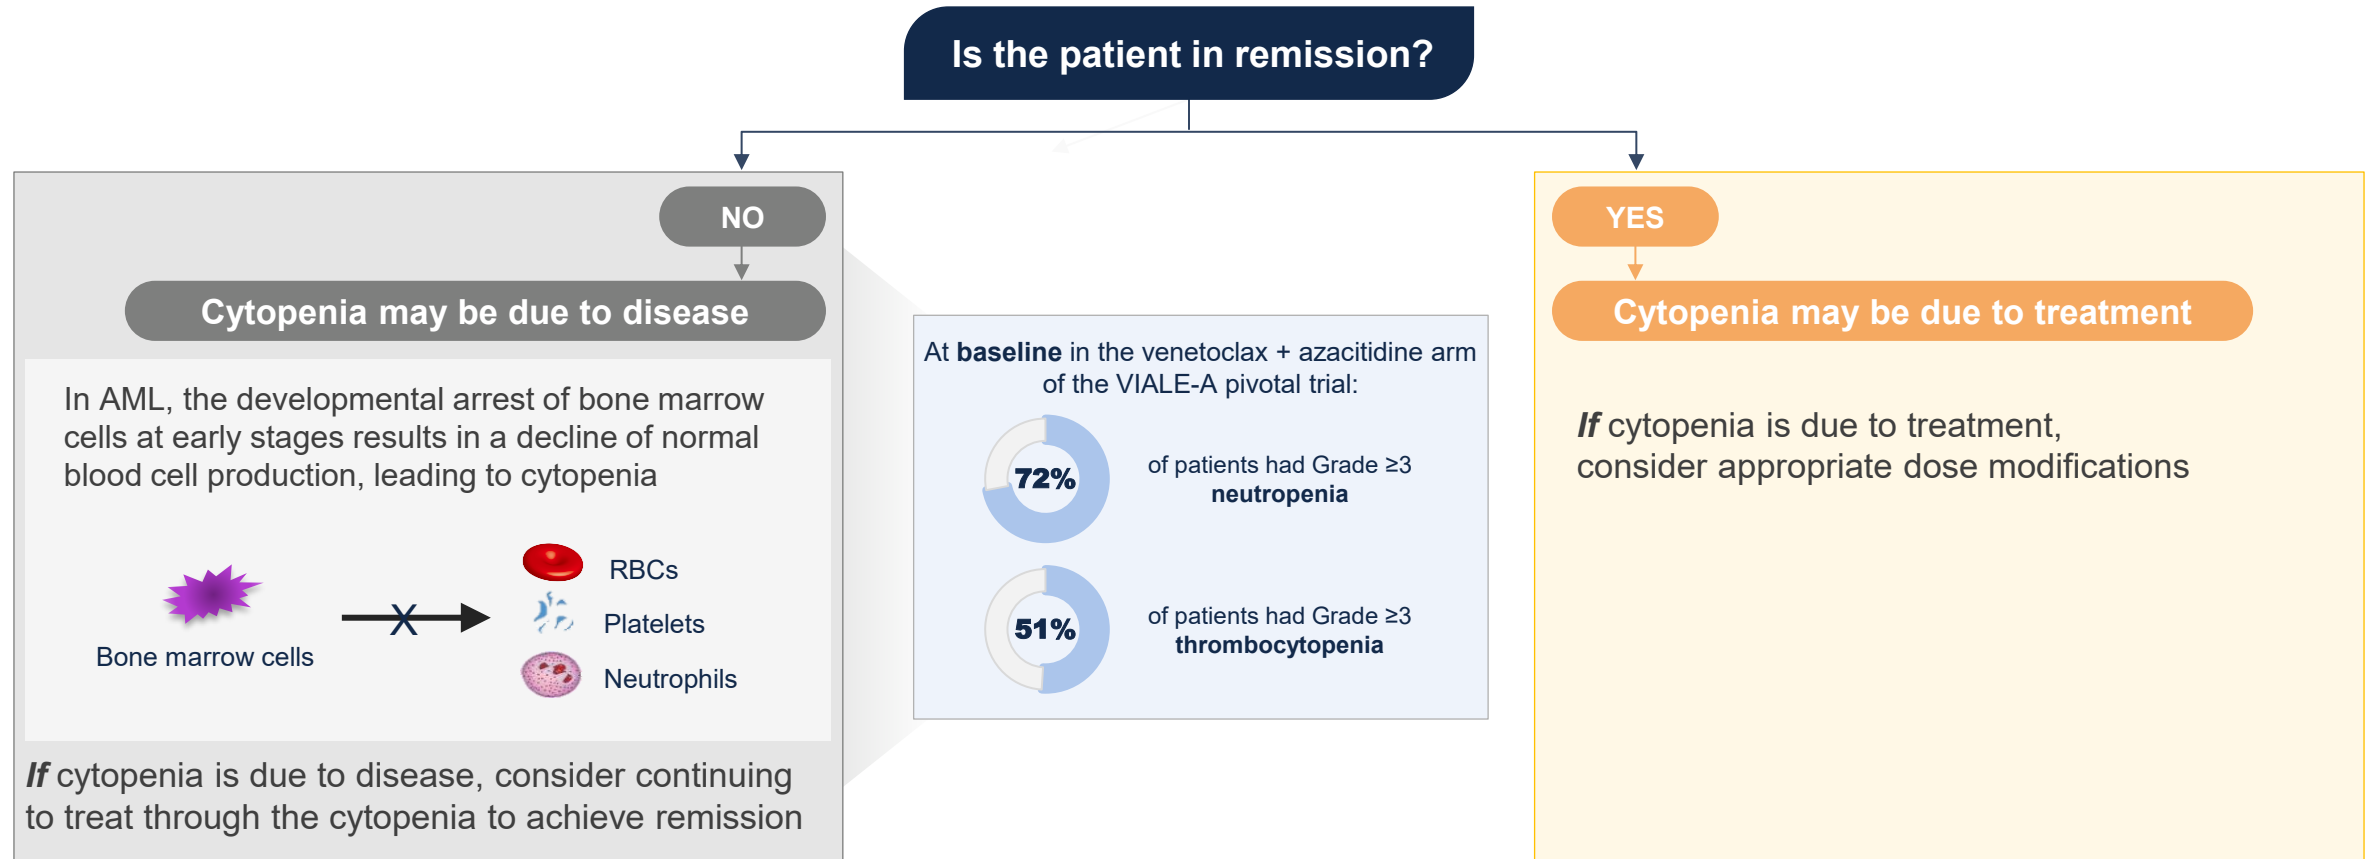 Is the patient in remission?
NO
Cytopenia may be due to disease
In AML, the developmental arrest of bone marrow
cells at early stages results in a decline of normal
blood cell production, leading to cytopenia
Bone marrow cells
X
RBCs
Platelets
Neutrophils
If cytopenia is due to disease, consider continuing
to treat through the cytopenia to achieve remission
At baseline in the venetoclax + azacitidine arm
of the VIALE-A pivotal trial:
72%
of patients had Grade ≥3
neutropenia
51%
of patients had Grade ≥3
thrombocytopenia
YES
Cytopenia may be due to treatment
If cytopenia is due to treatment,
consider appropriate dose modifications